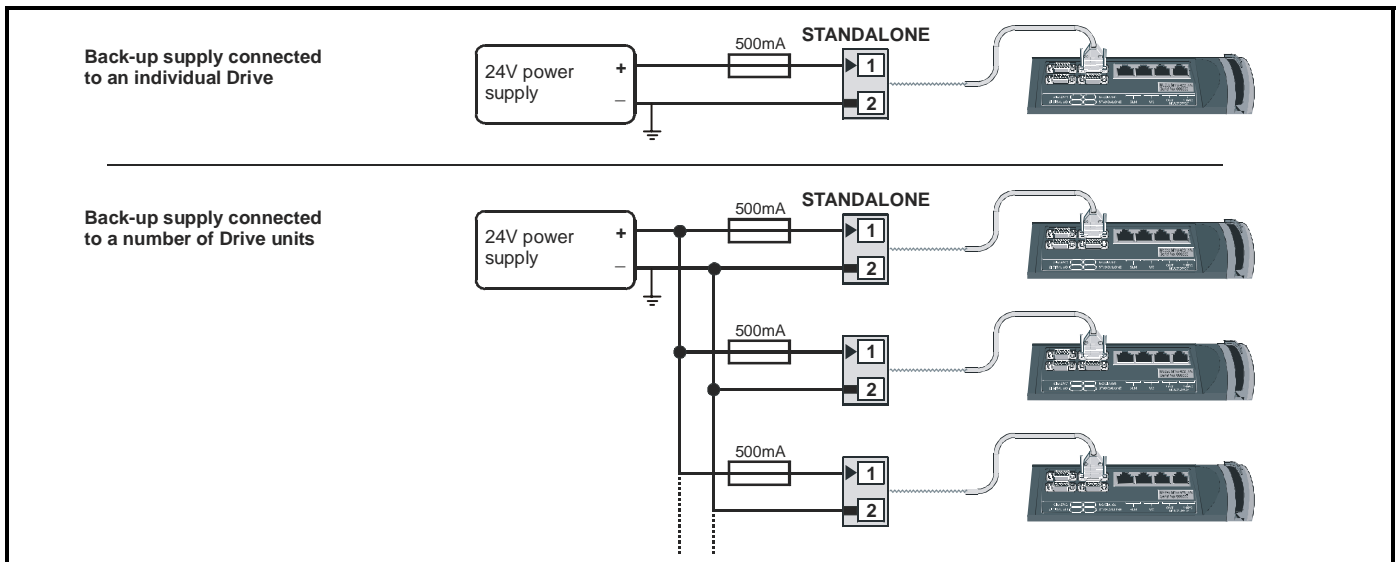 Back-up supply connected
to an individual Drive
24V power
supply
+
–
500mA
STANDALONE
1
2
Back-up supply connected
to a number of Drive units
24V power
supply
+
–
500mA
STANDALONE
1
2
500mA
1
2
500mA
1
2